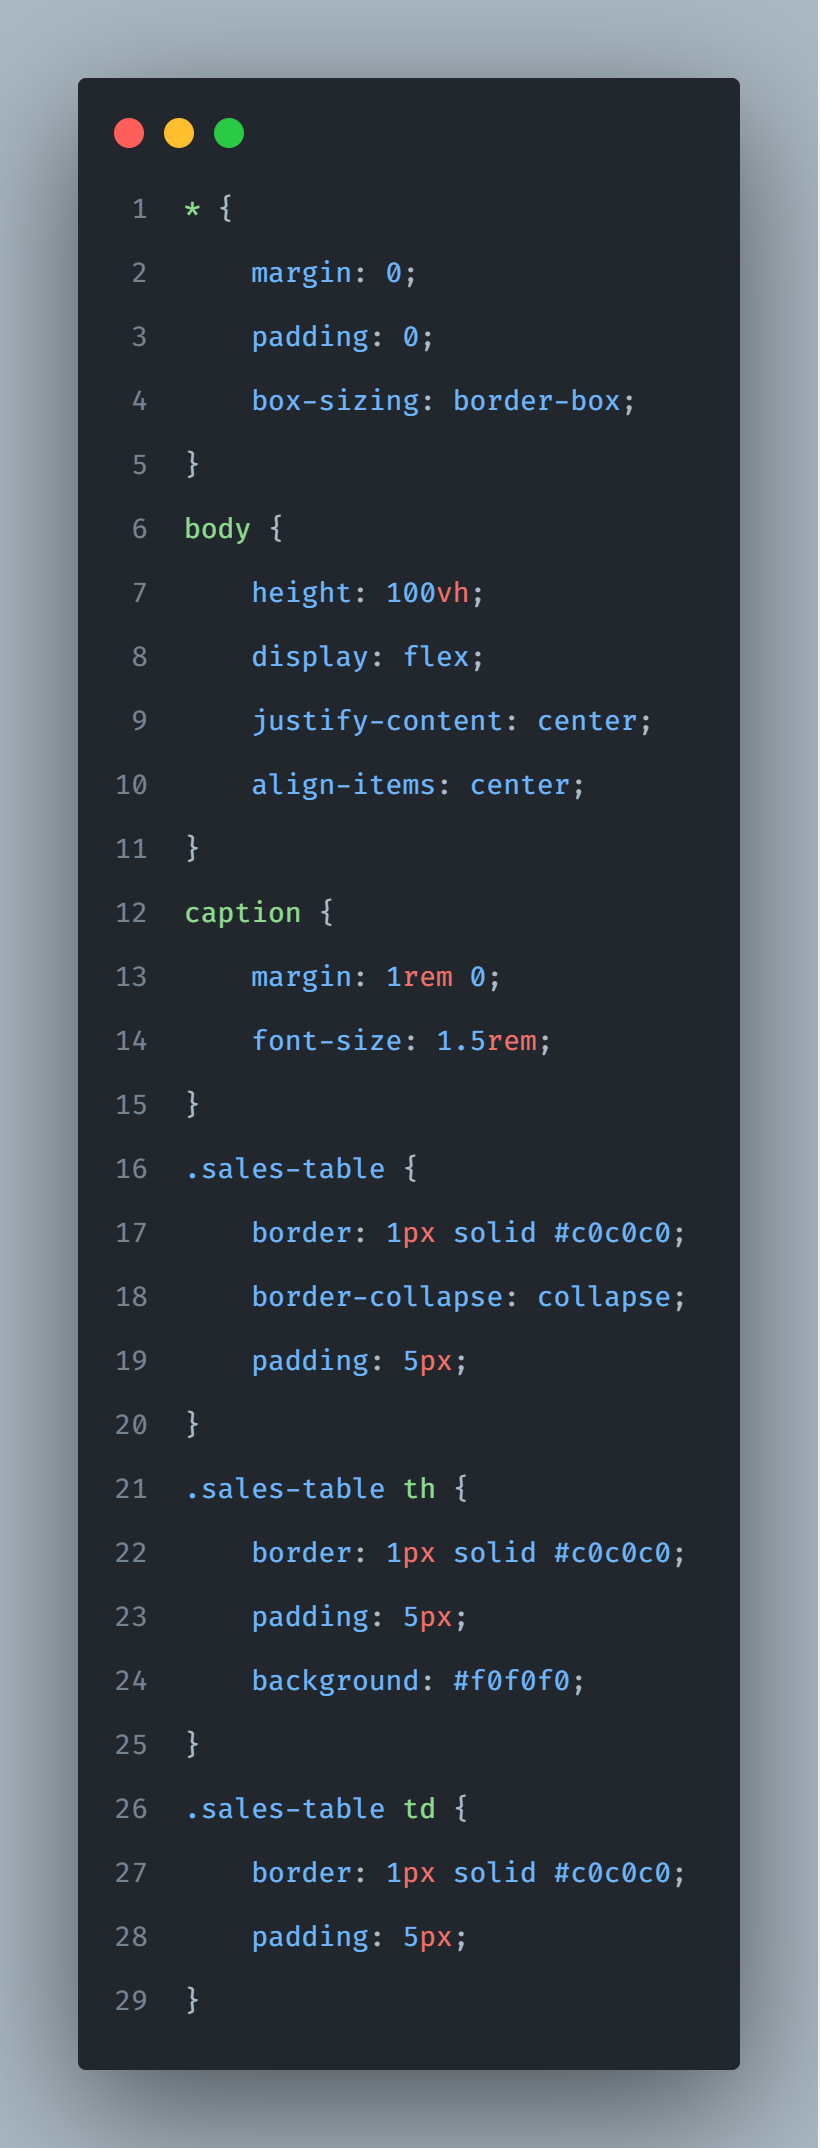 1 * {
2     margin: 0;
3     padding: 0;
4     box-sizing: border-box;
5 }
6 body {
7     height: 100vh;
8     display: flex;
9     justify-content: center;
10     align-items: center;
11 }
12 caption {
13     margin: 1rem 0;
14     font-size: 1.5rem;
15 }
16 .sales-table {
17     border: 1px solid #c0c0c0;
18     border-collapse: collapse;
19     padding: 5px;
20 }
21 .sales-table th {
22     border: 1px solid #c0c0c0;
23     padding: 5px;
24     background: #f0f0f0;
25 }
26 .sales-table td {
27     border: 1px solid #c0c0c0;
28     padding: 5px;
29 }